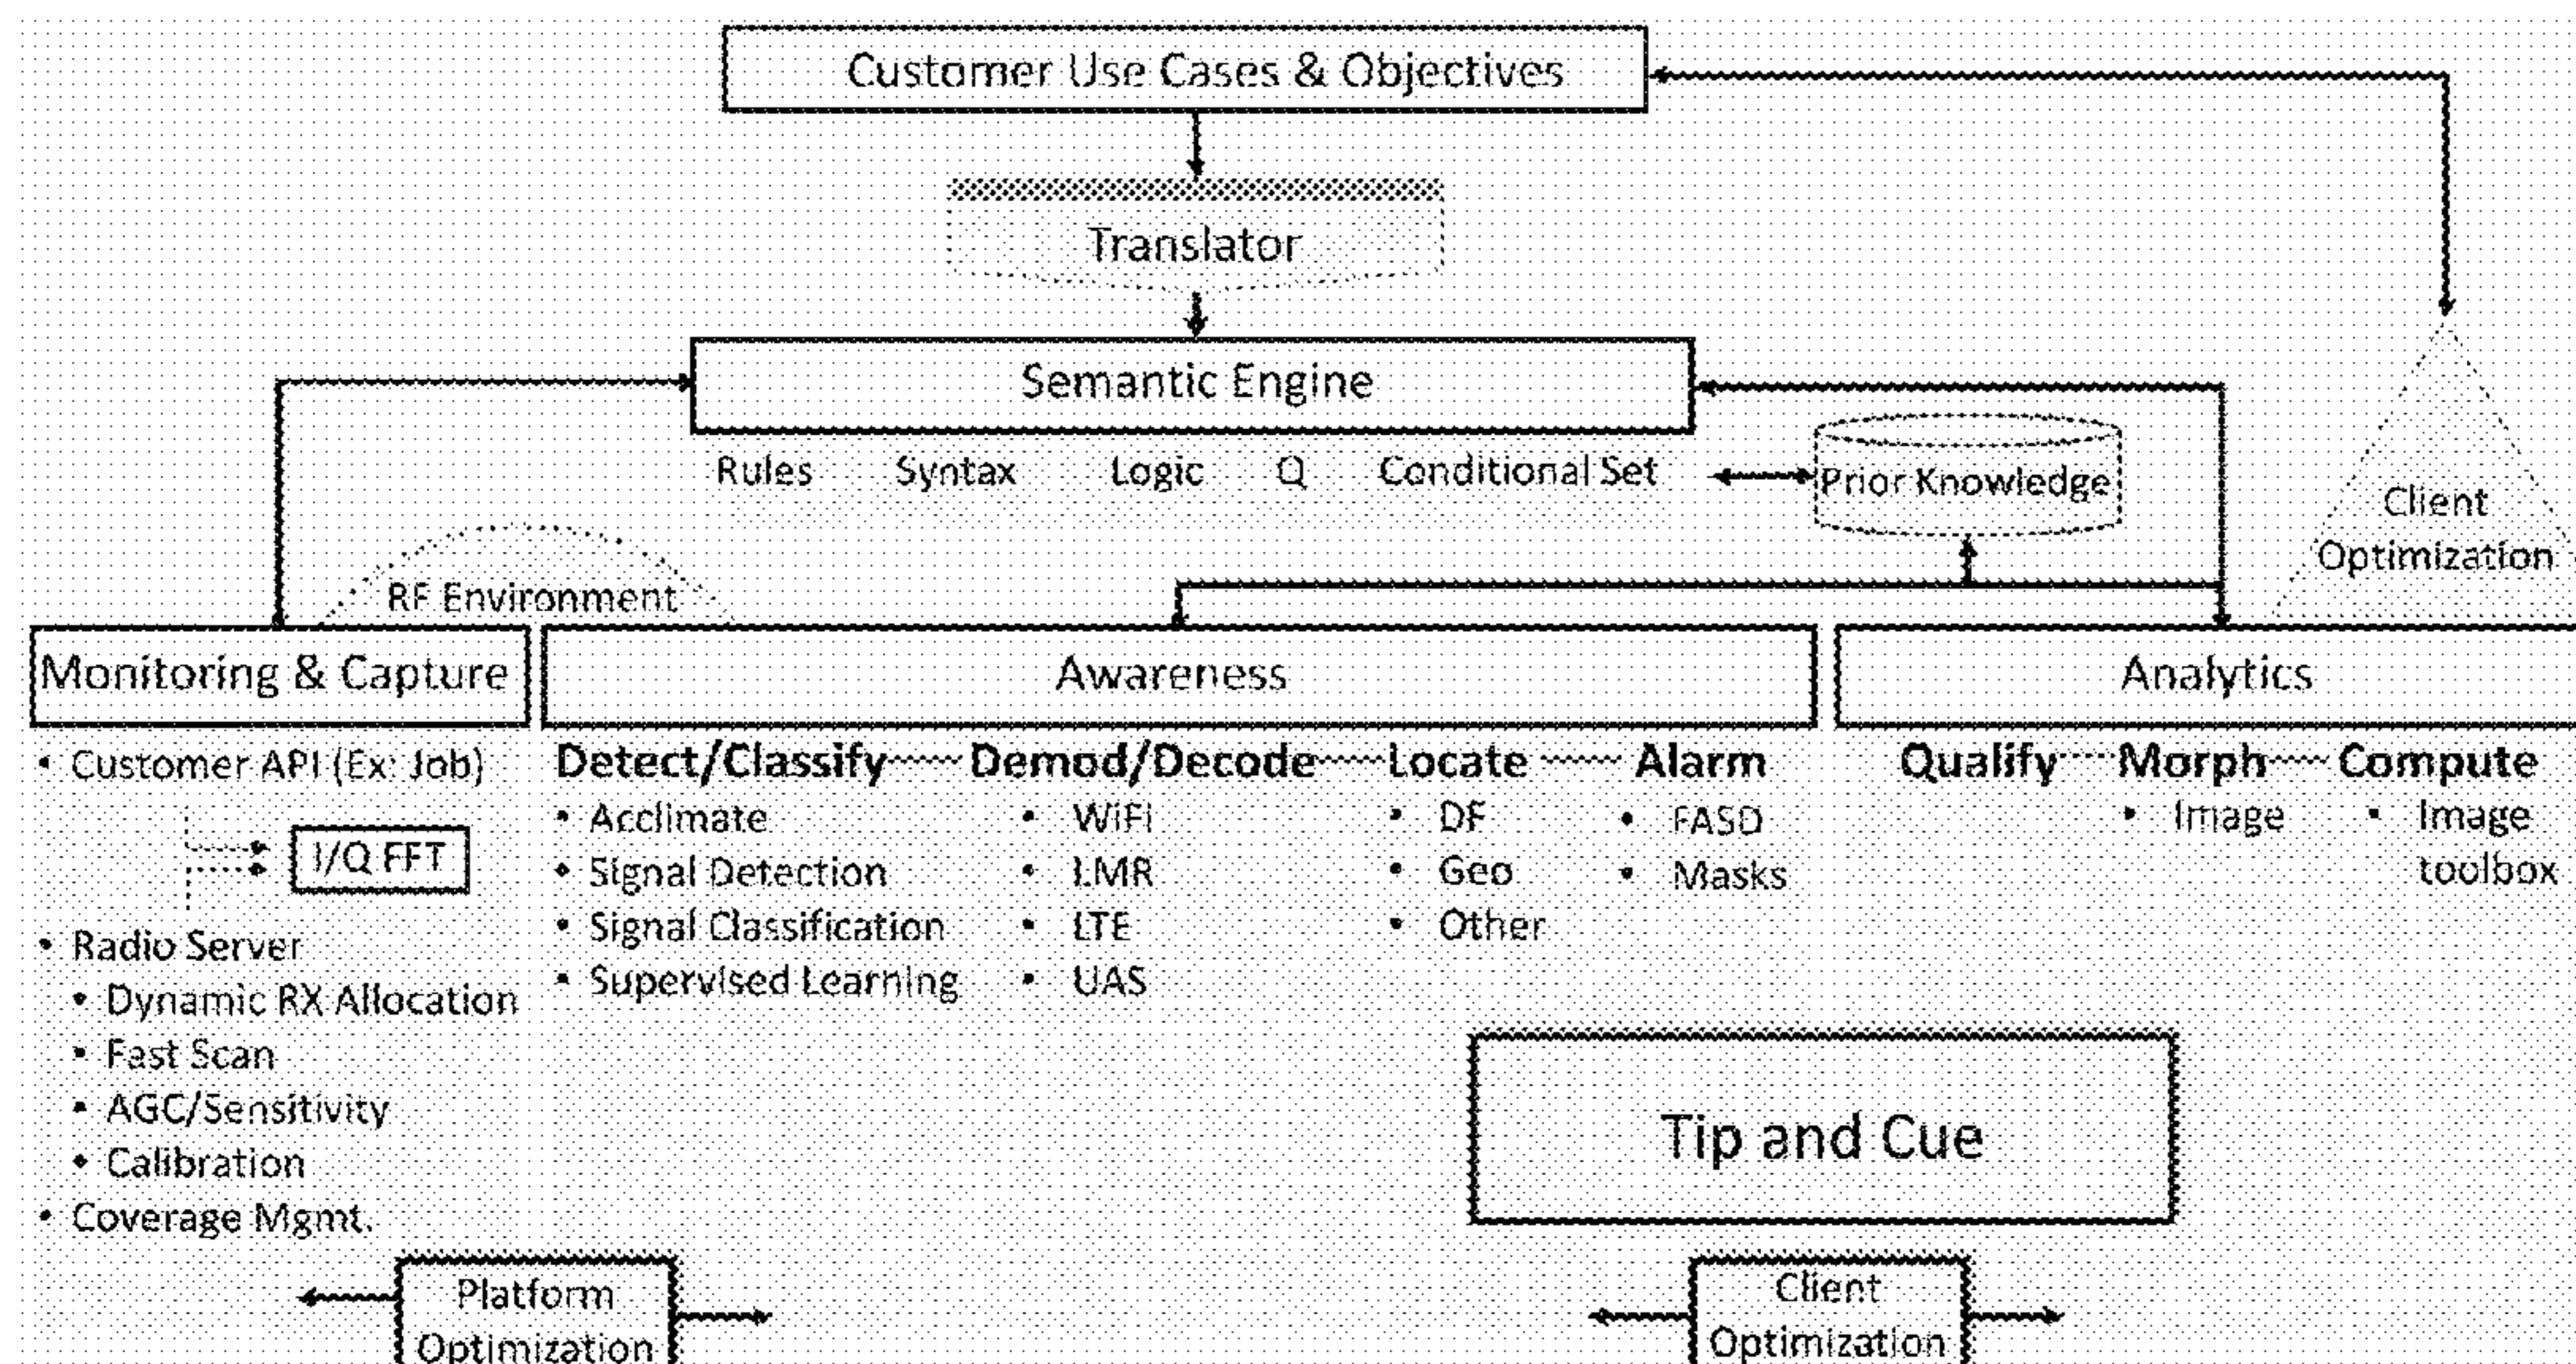 Customer Use Cases & Objectives
Translator
Semantic Engine
Rules Syntax Logic Q Conditional Set
Prior Knowledge
Client
Optimization
RF Environment
Monitoring & Capture
Awareness
Analytics
• Customer API (Ex: Job)
I/Q FFT
• Radio Server
• Dynamic RX Allocation
• Fast Scan
• AGC/Sensitivity
• Calibration
• Coverage Mgmt.
Detect/Classify
• Acclimate
• Signal Detection
• Signal Classification
• Supervised Learning
Demod/Decode
• WiFi
• LMR
• LTE
• UAS
Locate
• DF
• Geo
• Other
Alarm
• FASD
• Masks
Qualify
Morph
• Image
Compute
• Image
toolbox
Tip and Cue
Platform
Optimization
Client
Optimization